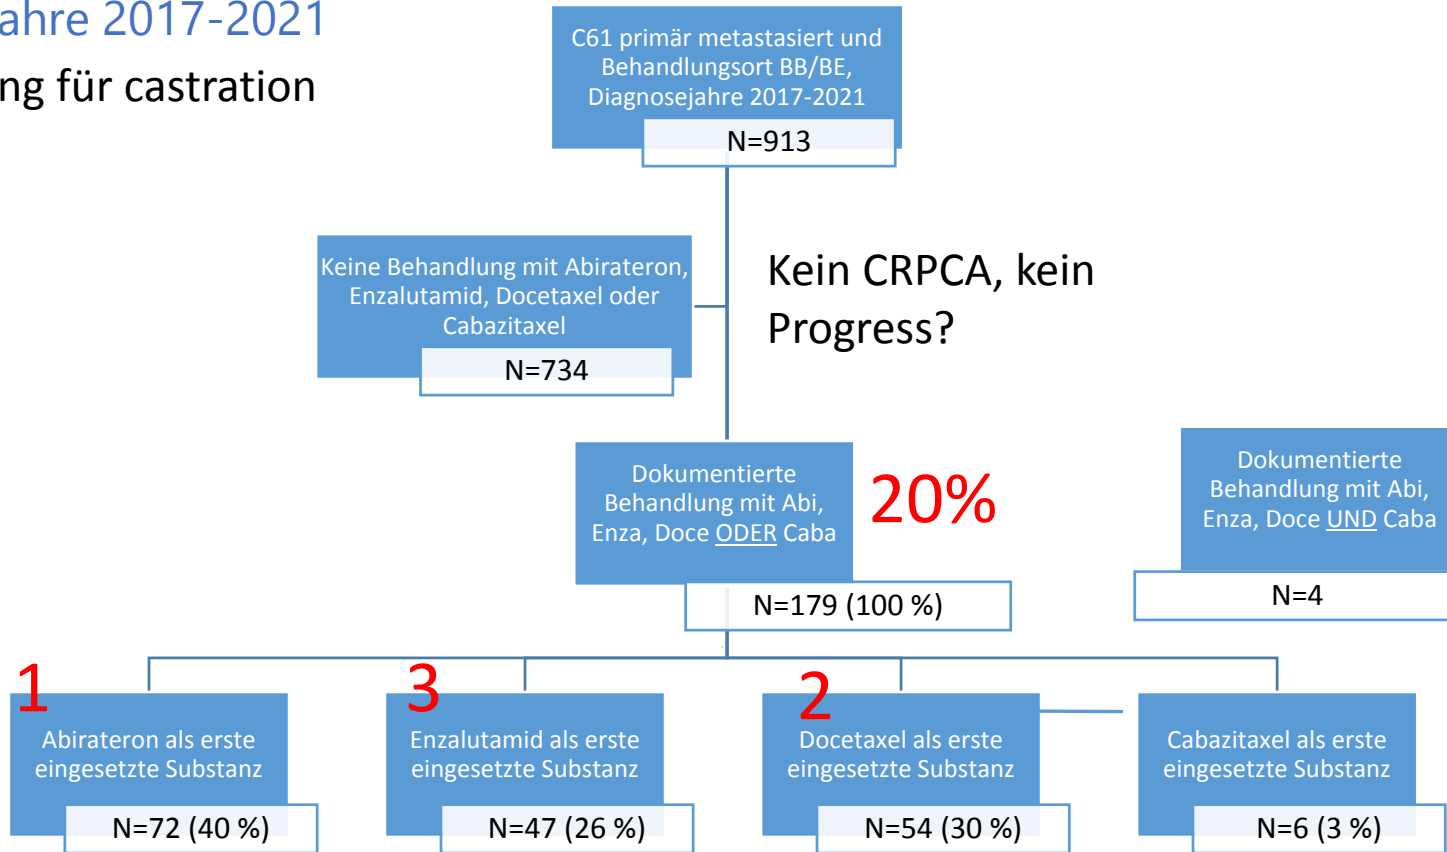 ahre 2017-2021
ng für castration
C61 primär metastasiert und
Behandlungsort BB/BE,
Diagnosejahre 2017-2021
N=913
Keine Behandlung mit Abirateron,
Enzalutamid, Docetaxel oder
Cabazitaxel
N=734
Kein CRPCA, kein
Progress?
Dokumentierte
Behandlung mit Abi,
Enza, Doce ODER Caba
N=179 (100 %)
20%
Dokumentierte
Behandlung mit Abi,
Enza, Doce UND Caba
N=4
1
Abirateron als erste
eingesetzte Substanz
N=72 (40 %)
3
Enzalutamid als erste
eingesetzte Substanz
N=47 (26 %)
2
Docetaxel als erste
eingesetzte Substanz
N=54 (30 %)
Cabazitaxel als erste
eingesetzte Substanz
N=6 (3 %)